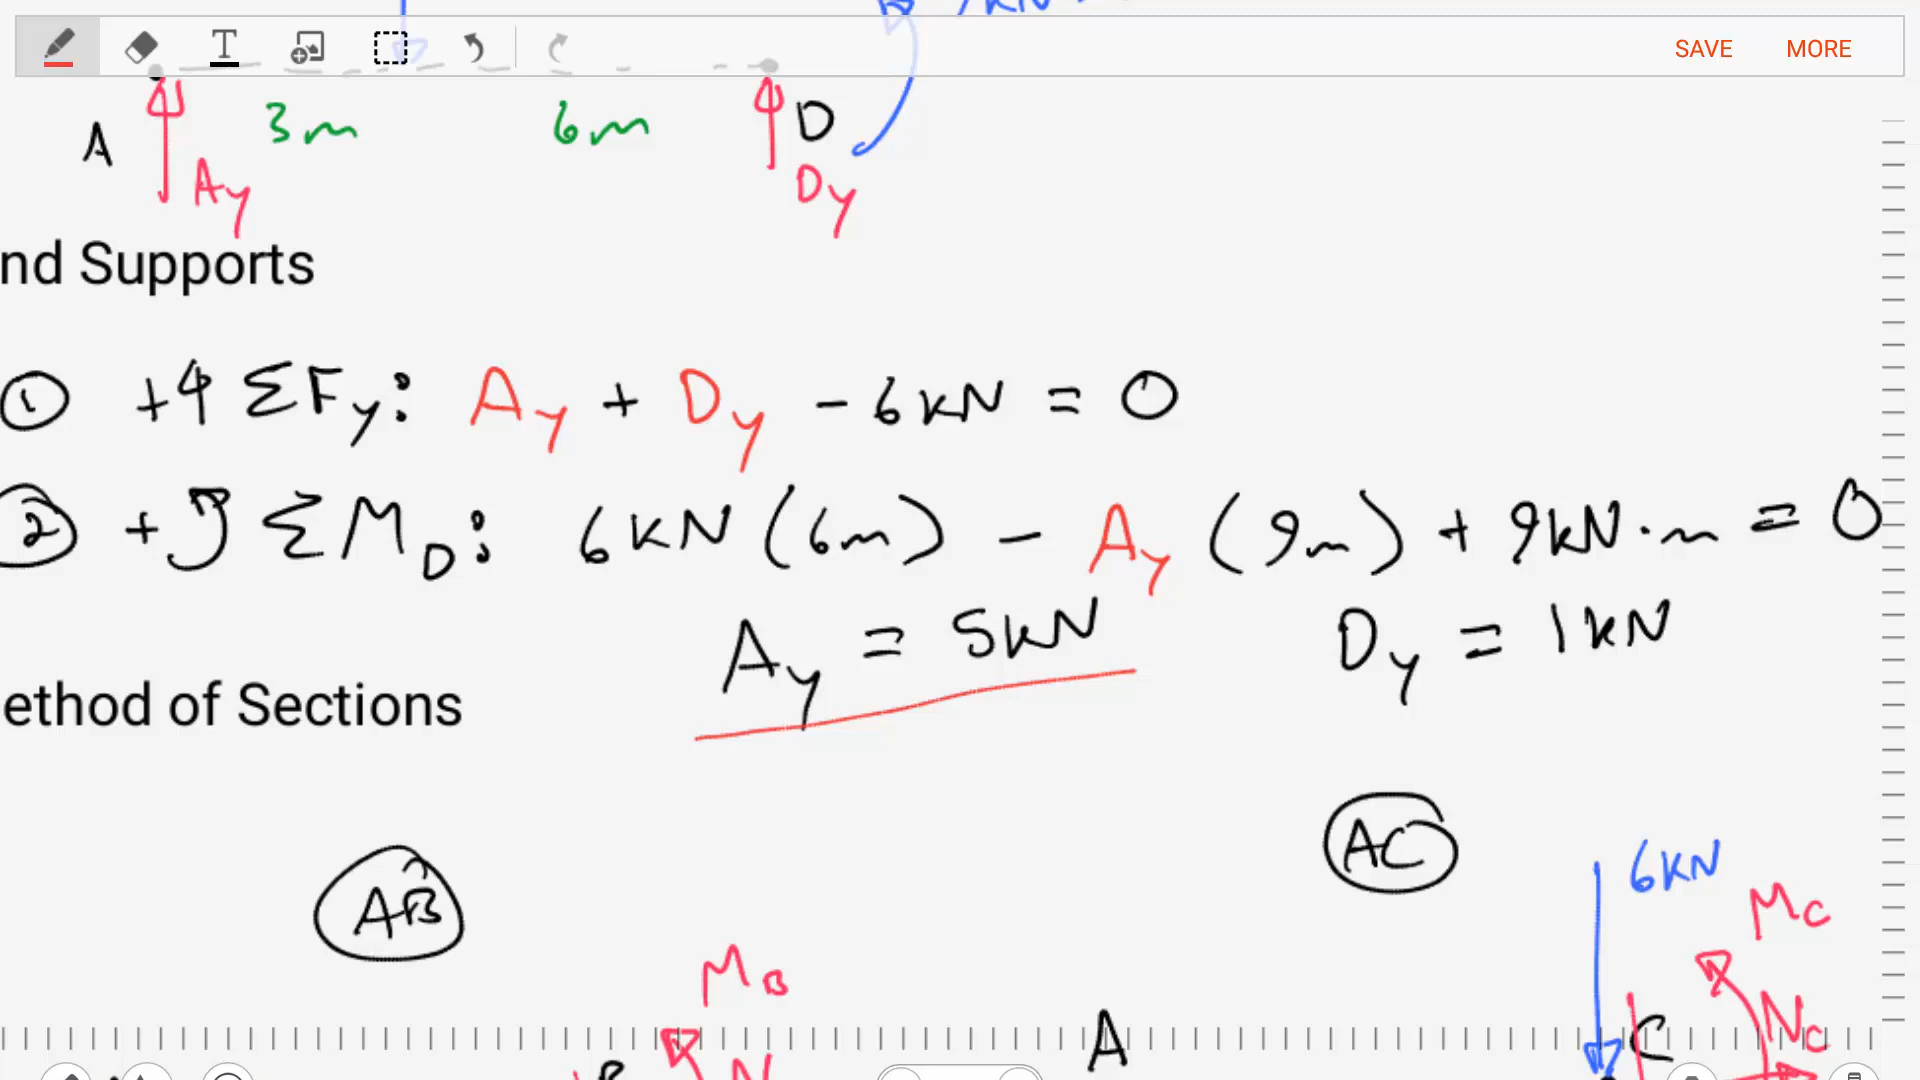 T SAVE MORE
3m 6m D
A Ay Dy
nd Supports
① +↑ ΣFy: Ay + Dy - 6kN = 0
② +↺ ΣM_D: 6kN (6m) - Ay (9m) + 9kN·m = 0
Ay = 5kN Dy = 1kN
ethod of Sections
AC
AB
6kN
Mc
MB
A C Nc